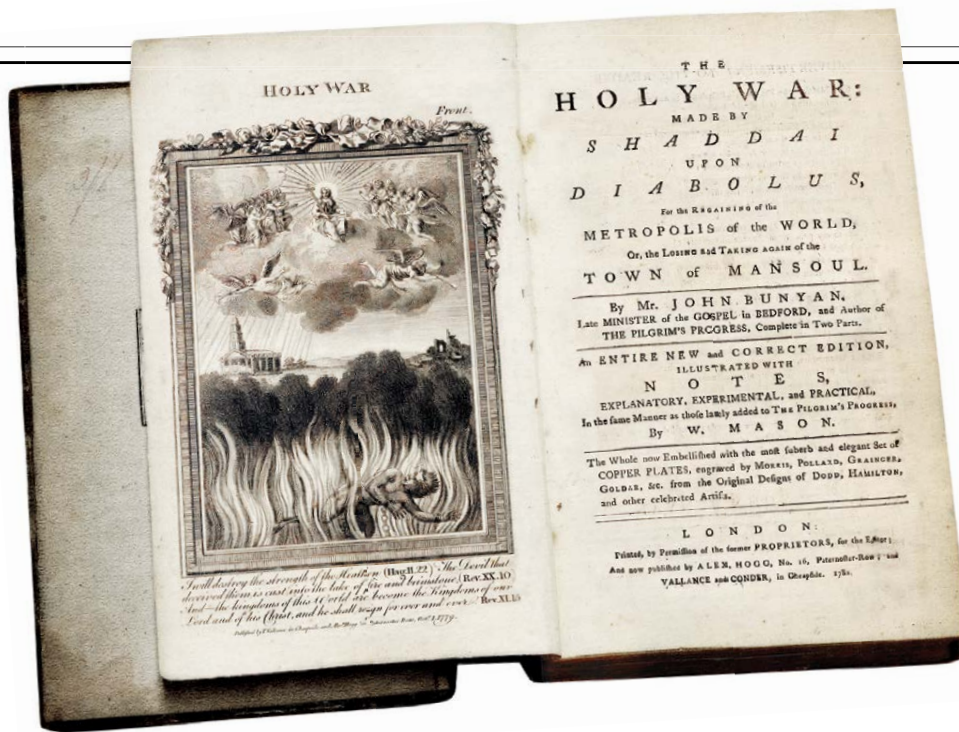 HOLY WAR
Front.
I will destroy the strength of the Heathen (Hag.II.22) The Devil that
deceived them is cast into the lake of fire and brimstone (Rev.XX.10
And—the kingdoms of this World are become the Kingdoms of our
Lord and of his Christ, and he shall reign for ever and ever. Rev.XI.15
THE
HOLY WAR:
MADE BY
SHADDAI
UPON
DIABOLUS,
For the REGAINING of the
METROPOLIS of the WORLD,
Or, the LOSING and TAKING AGAIN of the
TOWN of MANSOUL.
By Mr. JOHN BUNYAN,
Late MINISTER of the GOSPEL in BEDFORD, and Author of
THE PILGRIM'S PROGRESS, Complete in Two Parts.
An ENTIRE NEW and CORRECT EDITION,
ILLUSTRATED WITH
NOTES,
EXPLANATORY, EXPERIMENTAL, and PRACTICAL,
In the same Manner as those lately added to THE PILGRIM'S PROGRESS,
By W. MASON.
The Whole now Embellished with the most superb and elegant Set of
COPPER PLATES, engraved by MORRIS, POLLARD, GRAINGER,
GOLDAR, &c. from the Original Designs of DODD, HAMILTON,
and other celebrated Artists.
LONDON:
Printed, by Permission of the former PROPRIETORS, for the Editor;
And now published by ALEX. HOGG, No. 16, Paternoster-Row; and
VALLANCE and CONDER, in Cheapside.